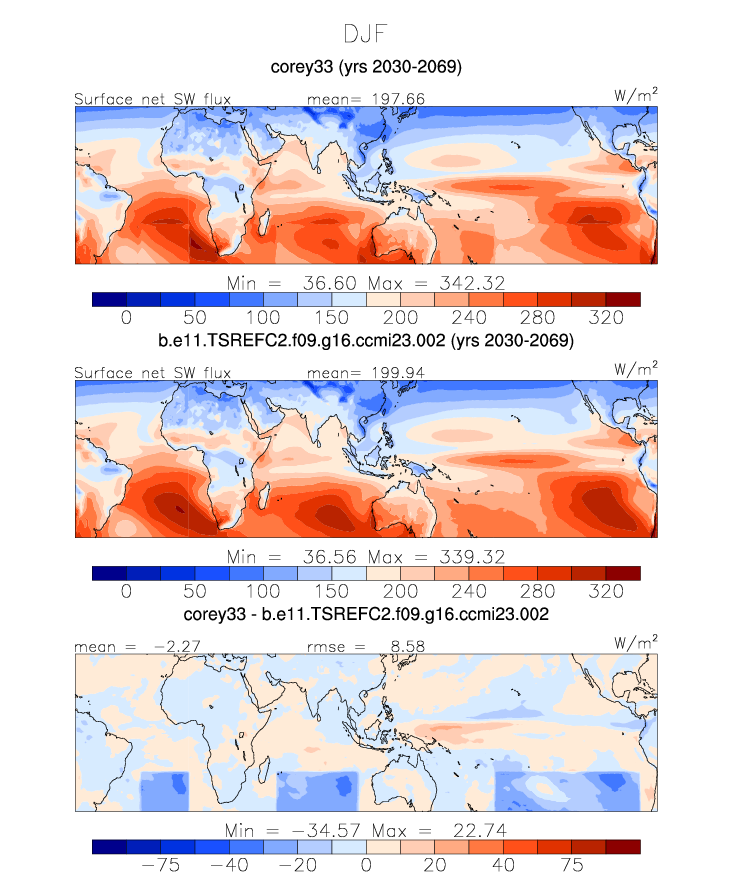 DJF
corey33 (yrs 2030-2069)
Surface net SW flux mean= 197.66 W/m²
Min = 36.60 Max = 342.32
0 50 100 150 200 240 280 320
b.e11.TSREFC2.f09.g16.ccmi23.002 (yrs 2030-2069)
Surface net SW flux mean= 199.94 W/m²
Min = 36.56 Max = 339.32
0 50 100 150 200 240 280 320
corey33 - b.e11.TSREFC2.f09.g16.ccmi23.002
mean = −2.27 rmse = 8.58 W/m²
Min = −34.57 Max = 22.74
−75 −40 −20 0 20 40 75